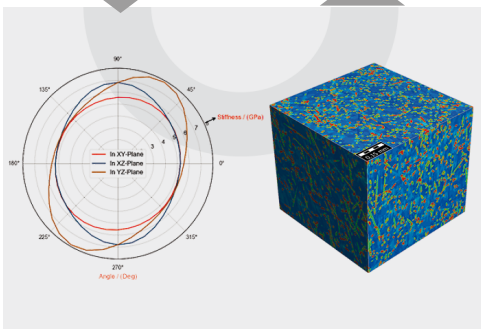 90°
135°
45°
Stiffness / (GPa)
8
7
6
5
4
3
In XY-Plane
In XZ-Plane
In YZ-Plane
180°
0°
225°
315°
270°
Angle / (Deg)